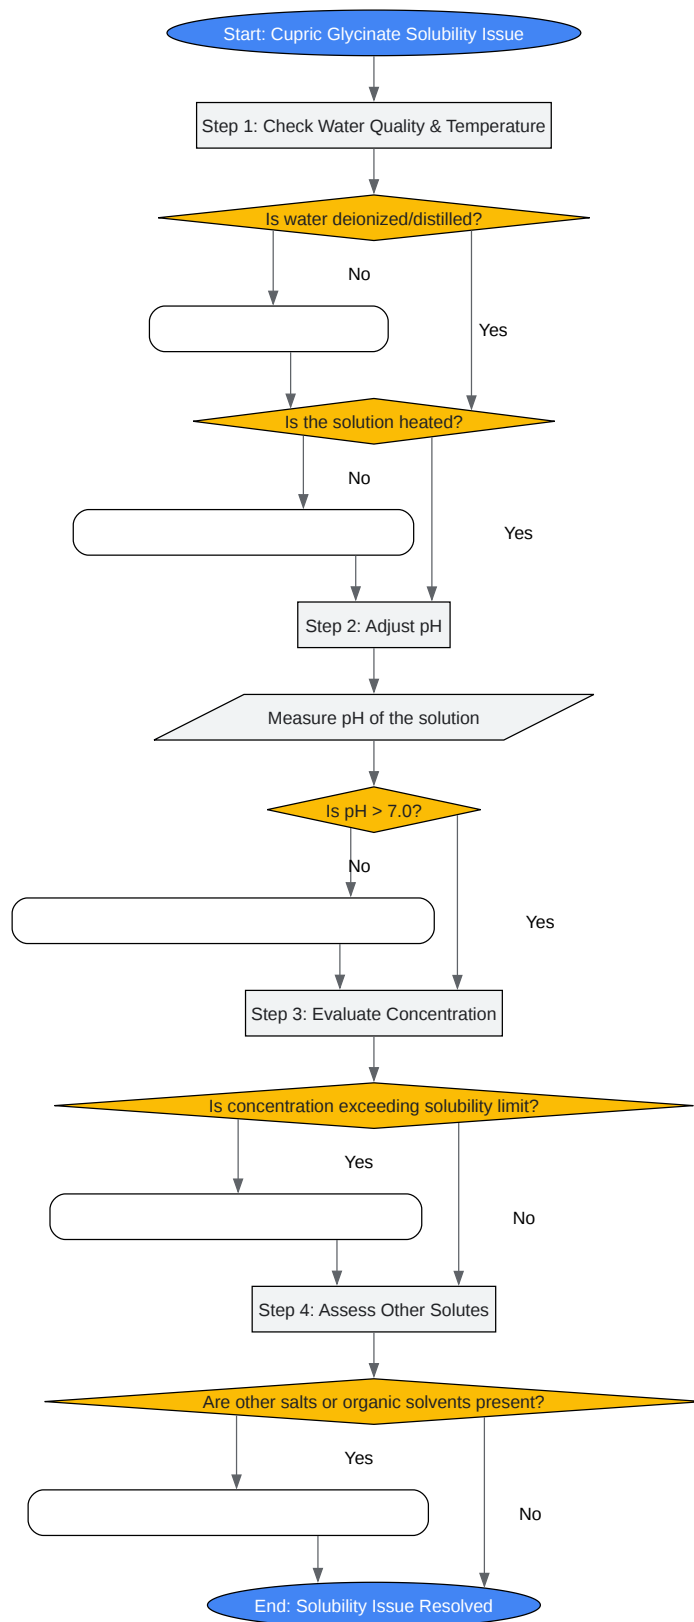 Start: Cupric Glycinate Solubility Issue
Step 1: Check Water Quality & Temperature
Is water deionized/distilled?
No
Yes
Is the solution heated?
No
Yes
Step 2: Adjust pH
Measure pH of the solution
Is pH > 7.0?
No
Yes
Step 3: Evaluate Concentration
Is concentration exceeding solubility limit?
Yes
No
Step 4: Assess Other Solutes
Are other salts or organic solvents present?
Yes
No
End: Solubility Issue Resolved